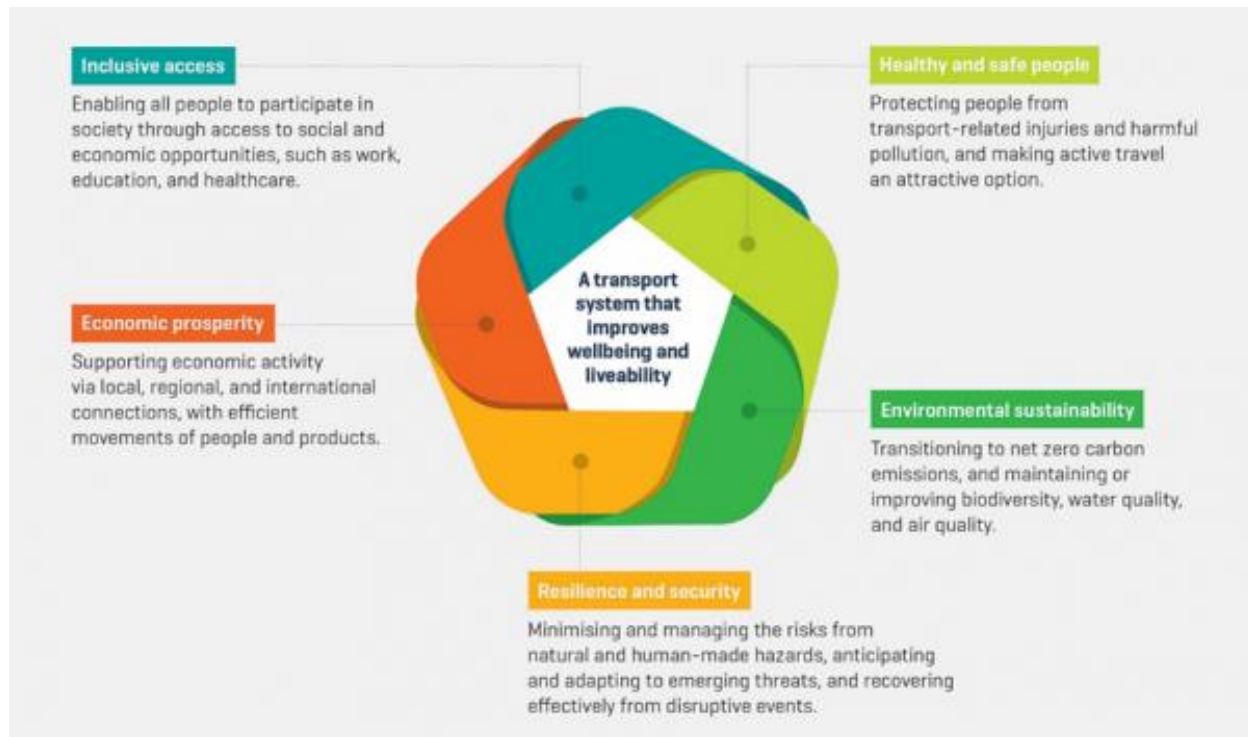 Inclusive access
Enabling all people to participate in
society through access to social and
economic opportunities, such as work,
education, and healthcare.
Healthy and safe people
Protecting people from
transport-related injuries and harmful
pollution, and making active travel
an attractive option.
A transport
system that
improves
wellbeing and
liveability
Economic prosperity
Supporting economic activity
via local, regional, and international
connections, with efficient
movements of people and products.
Environmental sustainability
Transitioning to net zero carbon
emissions, and maintaining or
improving biodiversity, water quality,
and air quality.
Resilience and security
Minimising and managing the risks from
natural and human-made hazards, anticipating
and adapting to emerging threats, and recovering
effectively from disruptive events.